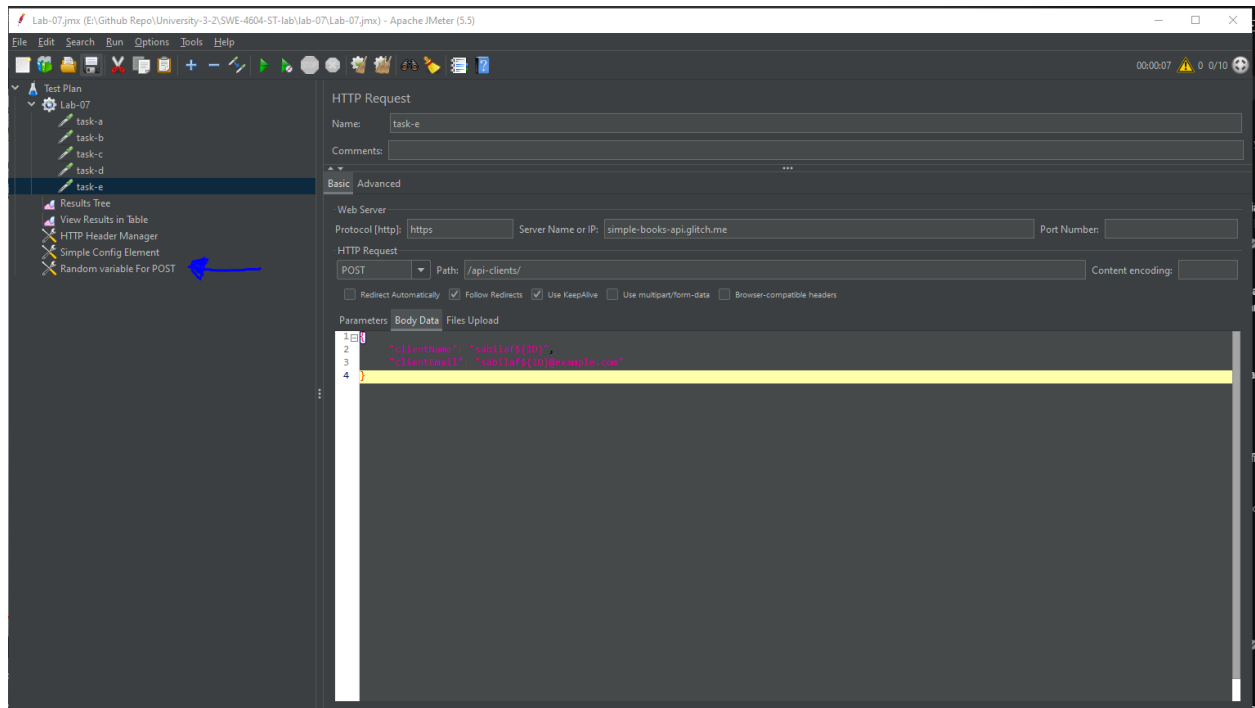 Lab-07.jmx (E:\Github Repo\University-3-2\SWE-4604-ST-lab\lab-07\Lab-07.jmx) - Apache JMeter (5.5)
File Edit Search Run Options Tools Help
00:00:07 0 0/10
Test Plan
Lab-07
task-a
task-b
task-c
task-d
task-e
Results Tree
View Results in Table
HTTP Header Manager
Simple Config Element
Random variable For POST
HTTP Request
Name: task-e
Comments:
Basic Advanced
Web Server
Protocol [http]: https Server Name or IP: simple-books-api.glitch.me Port Number:
HTTP Request
POST Path: /api-clients/ Content encoding:
Redirect Automatically Follow Redirects Use KeepAlive Use multipart/form-data Browser-compatible headers
Parameters Body Data Files Upload
1 {
2 "clientName": "sabilaf${ID}",
3 "clientEmail": "sabilaf${ID}@example.com"
4 }